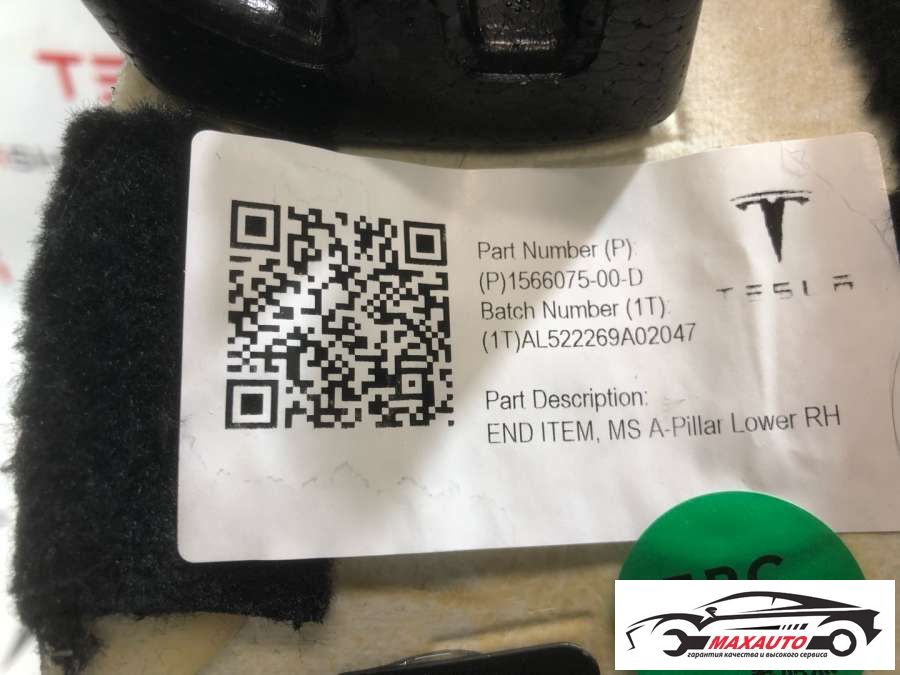 Part Number (P):
(P)1566075-00-D
Batch Number (1T):
(1T)AL522269A02047
Part Description:
END ITEM, MS A-Pillar Lower RH
TESLA
MAXAUTO
гарантия качества и высокого сервиса